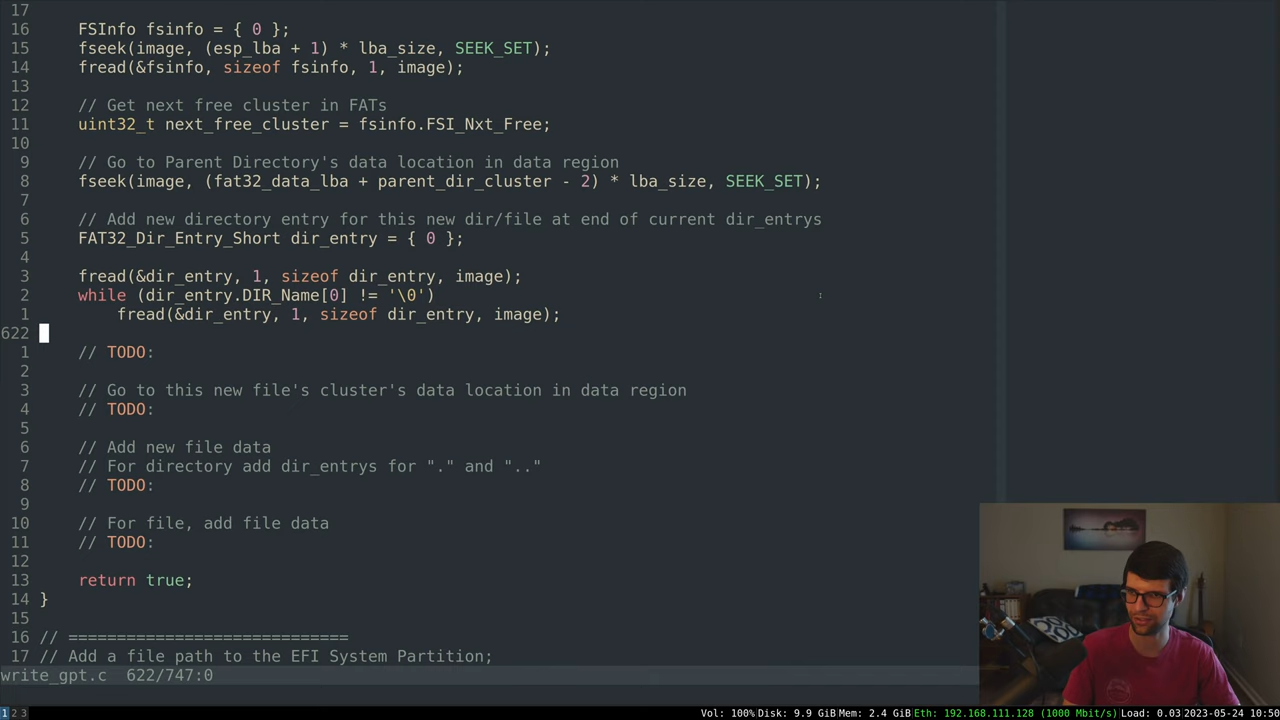 17
16 FSInfo fsinfo = { 0 };
15 fseek(image, (esp_lba + 1) * lba_size, SEEK_SET);
14 fread(&fsinfo, sizeof fsinfo, 1, image);
13
12 // Get next free cluster in FATs
11 uint32_t next_free_cluster = fsinfo.FSI_Nxt_Free;
10
9 // Go to Parent Directory's data location in data region
8 fseek(image, (fat32_data_lba + parent_dir_cluster - 2) * lba_size, SEEK_SET);
7
6 // Add new directory entry for this new dir/file at end of current dir_entrys
5 FAT32_Dir_Entry_Short dir_entry = { 0 };
4
3 fread(&dir_entry, 1, sizeof dir_entry, image);
2 while (dir_entry.DIR_Name[0] != '\0')
1 fread(&dir_entry, 1, sizeof dir_entry, image);
622
1 // TODO:
2
3 // Go to this new file's cluster's data location in data region
4 // TODO:
5
6 // Add new file data
7 // For directory add dir_entrys for "." and ".."
8 // TODO:
9
10 // For file, add file data
11 // TODO:
12
13 return true;
14 }
15
16 // =============================
17 // Add a file path to the EFI System Partition;
write_gpt.c 622/747:0
1 2 3 Vol: 100% Disk: 9.9 GiB Mem: 2.4 GiB Eth: 192.168.111.128 (1000 Mbit/s) Load: 0.03 2023-05-24 10:50